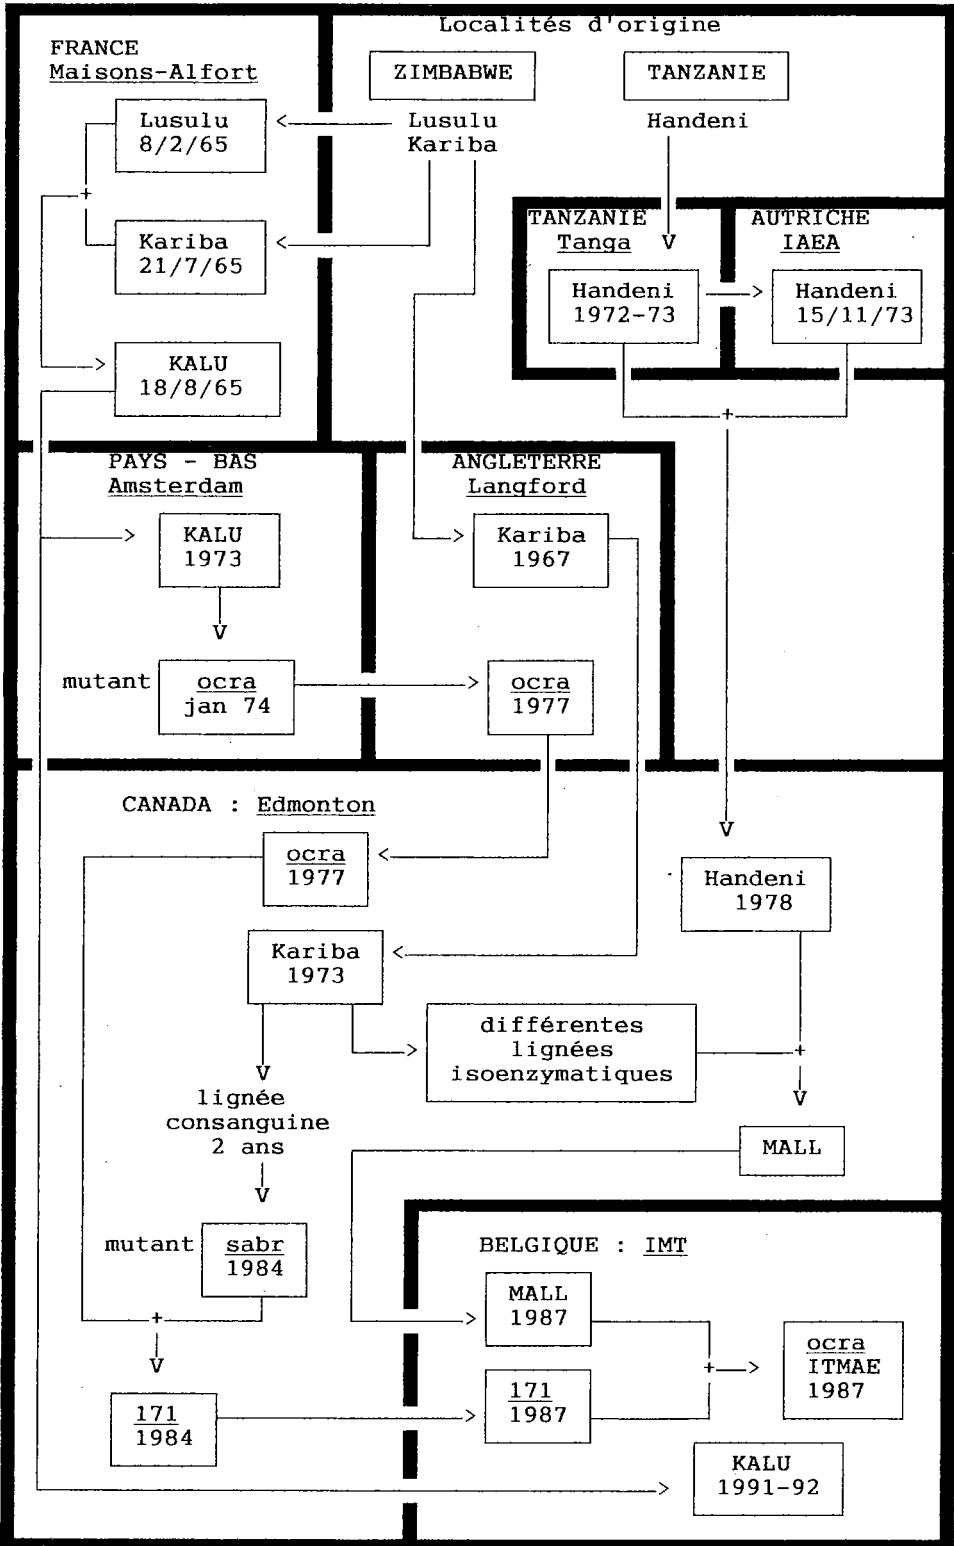 Localités d'origine
FRANCE
Maisons-Alfort
ZIMBABWE
TANZANIE
Lusulu
8/2/65
<
Lusulu
Kariba
Handeni
+
Kariba
21/7/65
<
TANZANIE
Tanga
V
AUTRICHE
IAEA
Handeni
1972-73
>
Handeni
15/11/73
>
KALU
18/8/65
+
PAYS - BAS
Amsterdam
ANGLETERRE
Langford
>
KALU
1973
>
Kariba
1967
V
mutant
ocra
jan 74
>
ocra
1977
CANADA : Edmonton
V
ocra
1977
<
Handeni
1978
Kariba
1973
<
>
différentes
lignées
isoenzymatiques
+
V
V
lignée
consanguine
2 ans
MALL
V
mutant
sabr
1984
BELGIQUE : IMT
+
V
>
MALL
1987
+
>
ocra
ITMAE
1987
171
1984
>
171
1987
>
KALU
1991-92